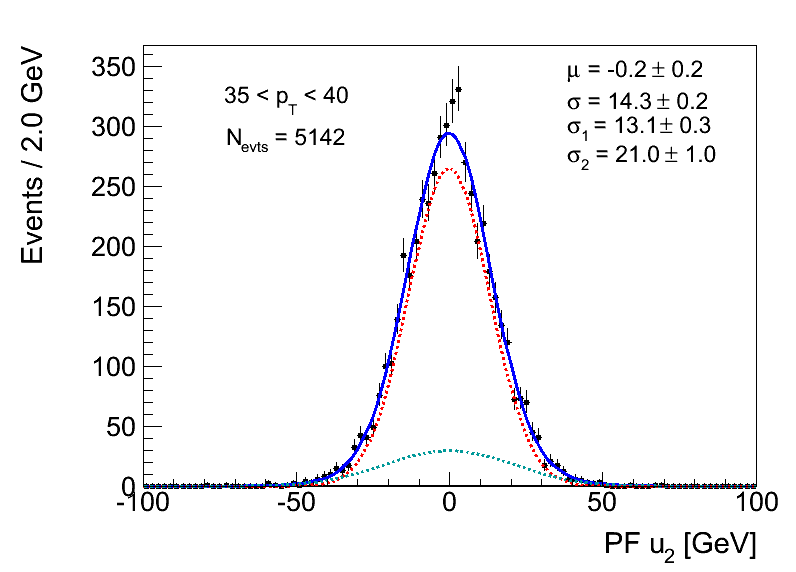 Events / 2.0 GeV
350
300
250
200
150
100
50
0
35 < p_T < 40
N_evts = 5142
μ = -0.2 ± 0.2
σ = 14.3 ± 0.2
σ_1 = 13.1 ± 0.3
σ_2 = 21.0 ± 1.0
-100 -50 0 50 100
PF u_2 [GeV]